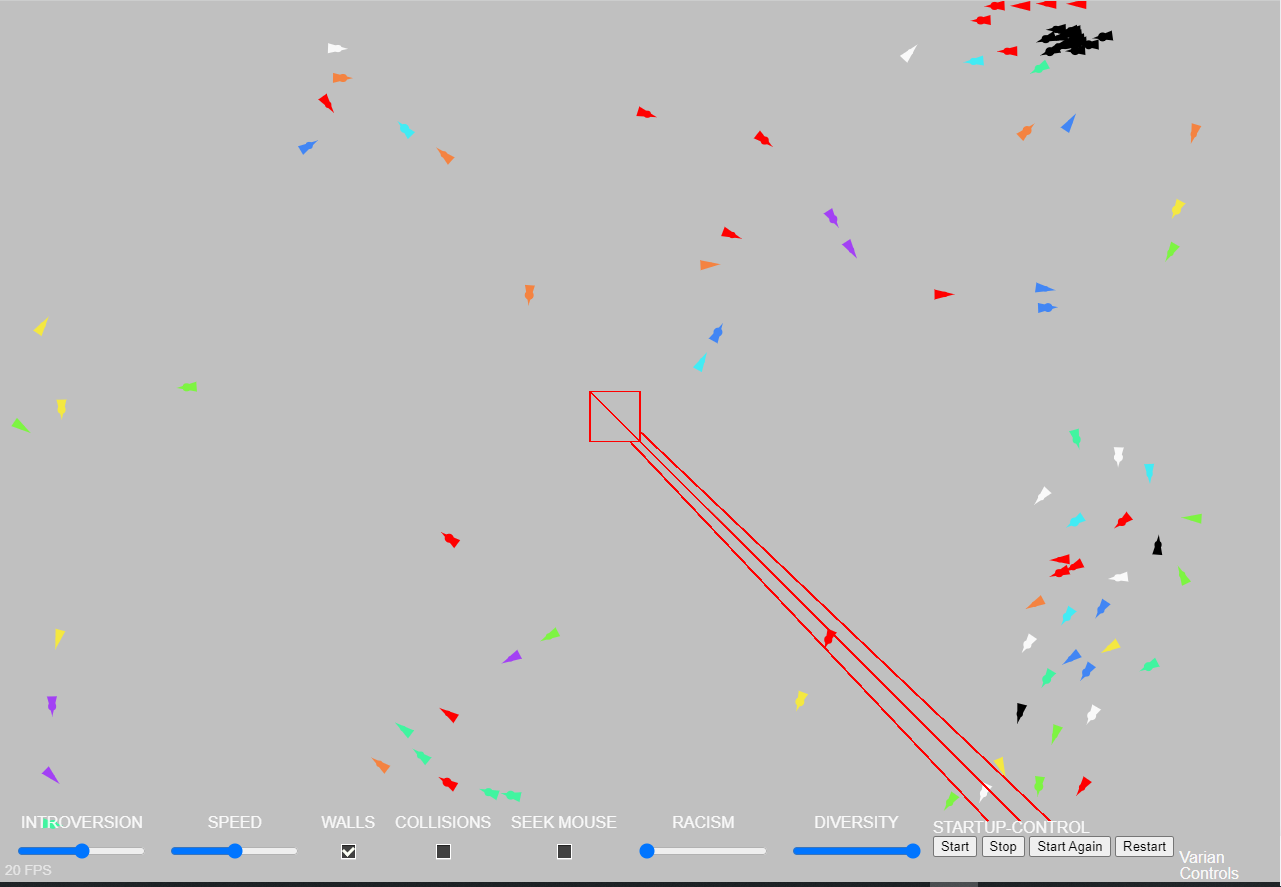 INTROVERSION SPEED WALLS COLLISIONS SEEK MOUSE RACISM DIVERSITY STARTUP-CONTROL
Start Stop Start Again Restart
Varian
Controls
20 FPS